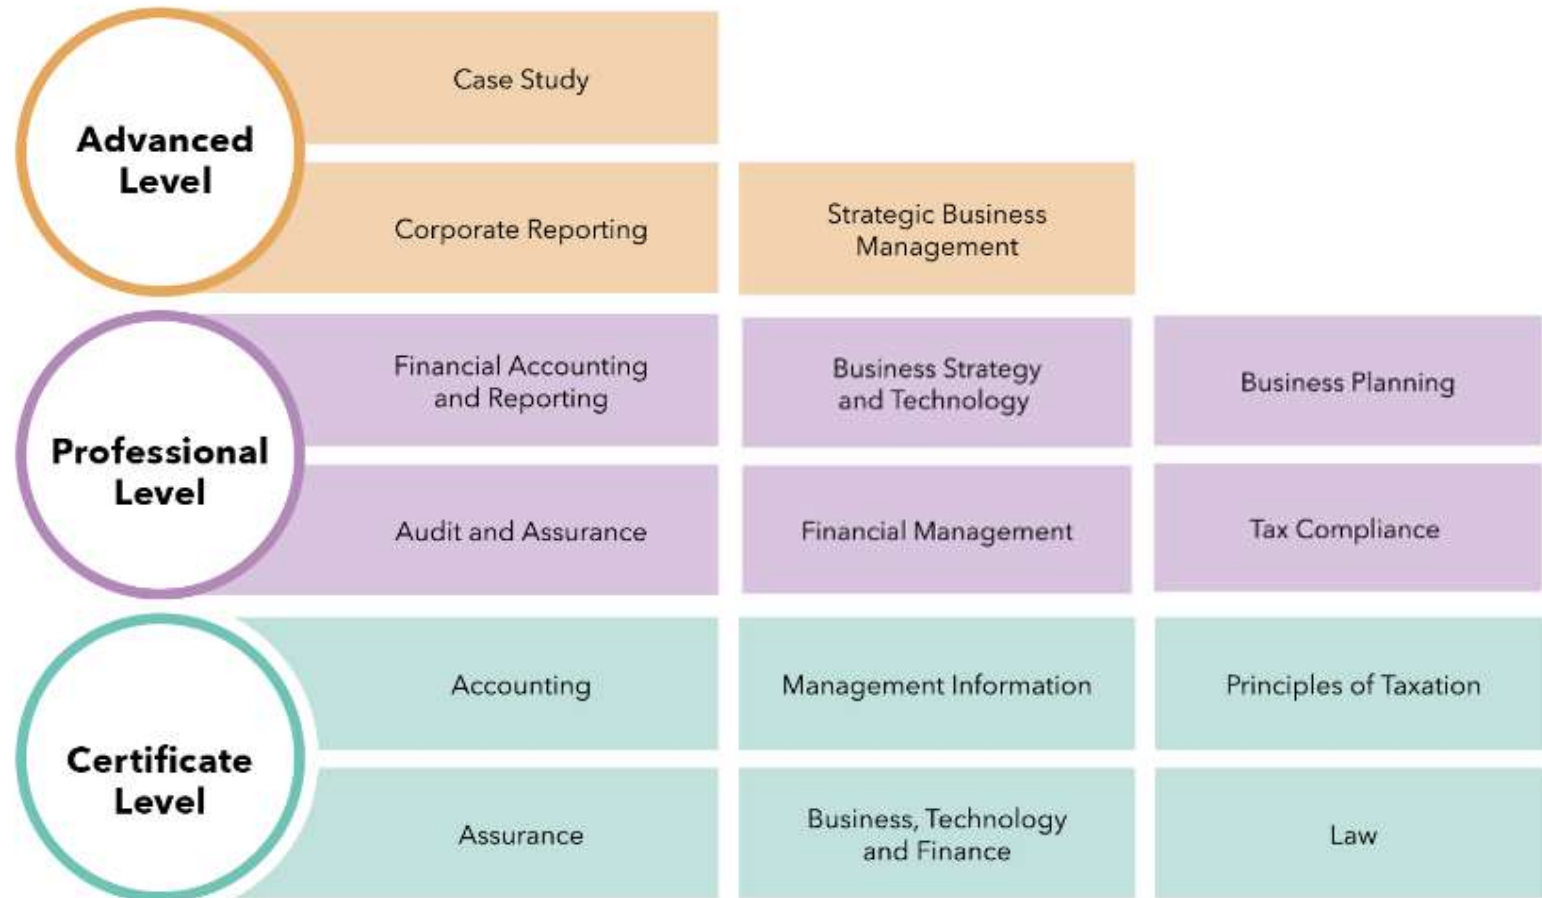 Advanced
Level
Case Study
Corporate Reporting
Strategic Business
Management
Professional
Level
Financial Accounting
and Reporting
Business Strategy
and Technology
Business Planning
Audit and Assurance
Financial Management
Tax Compliance
Certificate
Level
Accounting
Management Information
Principles of Taxation
Assurance
Business, Technology
and Finance
Law